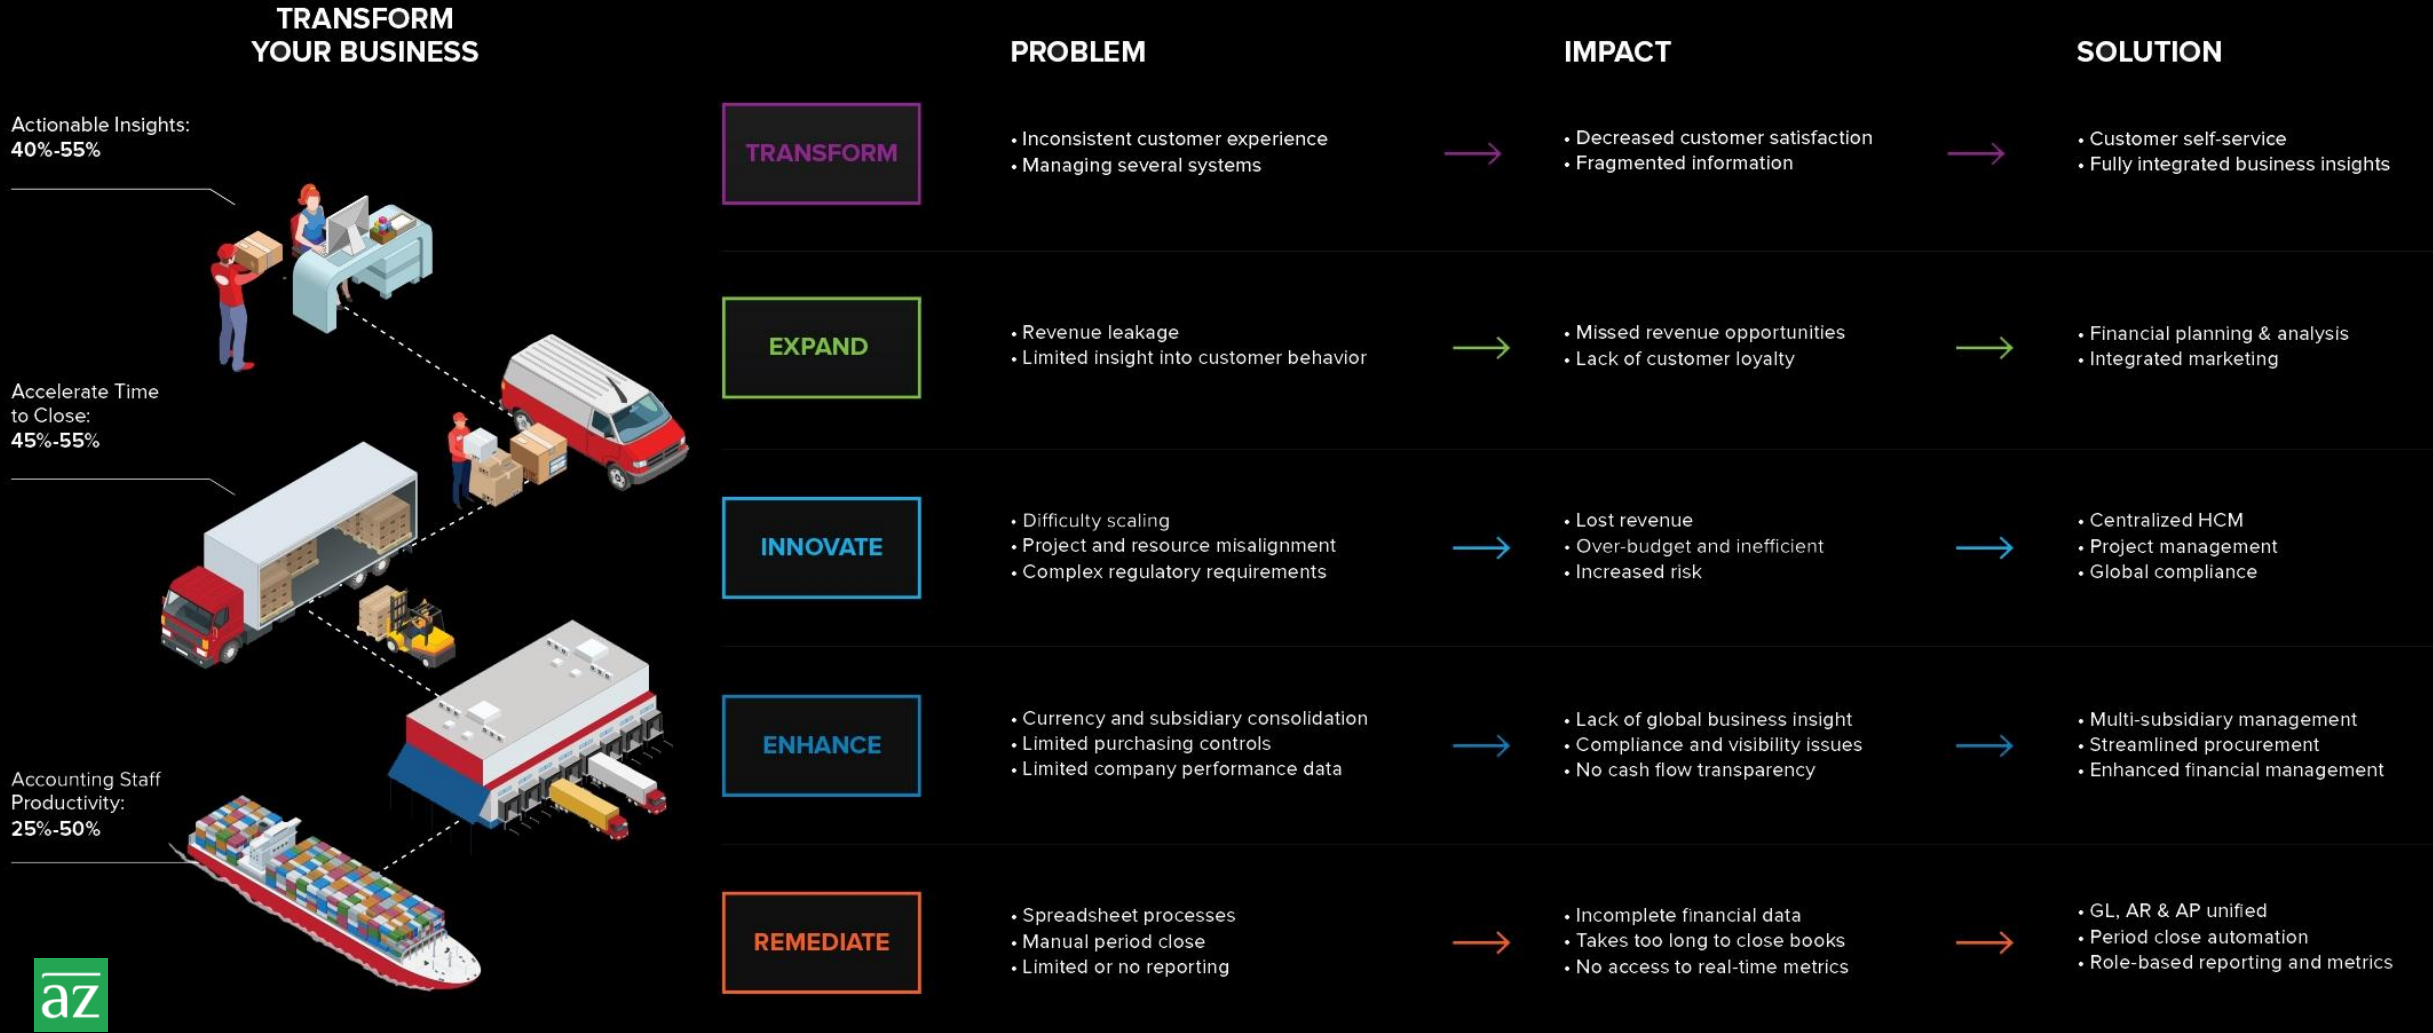 TRANSFORM
YOUR BUSINESS
Actionable Insights:
40%-55%
Accelerate Time
to Close:
45%-55%
Accounting Staff
Productivity:
25%-50%
az
PROBLEM
IMPACT
SOLUTION
TRANSFORM
• Inconsistent customer experience
• Managing several systems
• Decreased customer satisfaction
• Fragmented information
• Customer self-service
• Fully integrated business insights
EXPAND
• Revenue leakage
• Limited insight into customer behavior
• Missed revenue opportunities
• Lack of customer loyalty
• Financial planning & analysis
• Integrated marketing
INNOVATE
• Difficulty scaling
• Project and resource misalignment
• Complex regulatory requirements
• Lost revenue
• Over-budget and inefficient
• Increased risk
• Centralized HCM
• Project management
• Global compliance
ENHANCE
• Currency and subsidiary consolidation
• Limited purchasing controls
• Limited company performance data
• Lack of global business insight
• Compliance and visibility issues
• No cash flow transparency
• Multi-subsidiary management
• Streamlined procurement
• Enhanced financial management
REMEDIATE
• Spreadsheet processes
• Manual period close
• Limited or no reporting
• Incomplete financial data
• Takes too long to close books
• No access to real-time metrics
• GL, AR & AP unified
• Period close automation
• Role-based reporting and metrics